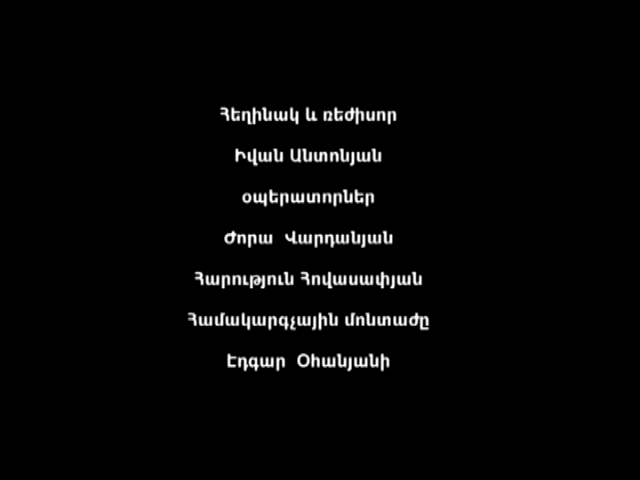 Հեղինակ և ռեժիսոր
Իվան Անտոնյան
օպերատորներ
Ժորա Վարդանյան
Հարություն Հովասափյան
Համակարգչային մոնտաժը
Էդգար Օհանյանի